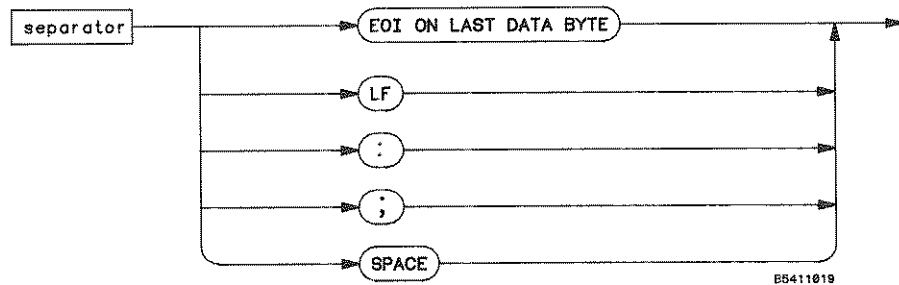 separator
EOI ON LAST DATA BYTE
LF
:
;
SPACE
B5411019